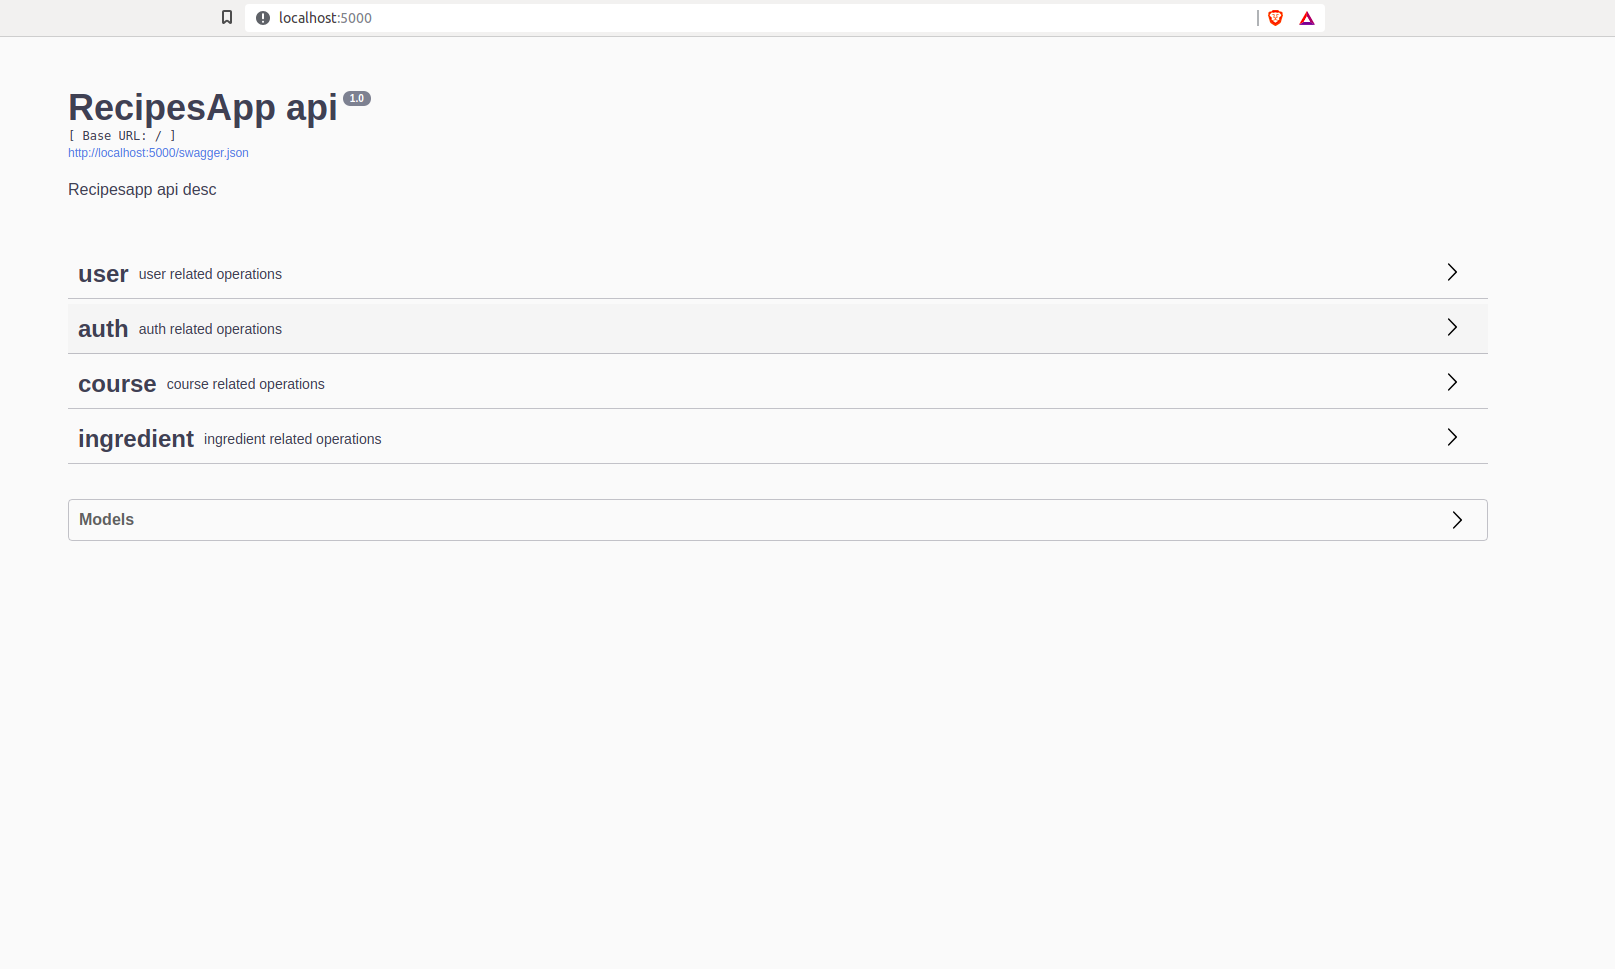 localhost:5000
RecipesApp api 1.0
[ Base URL: / ]
http://localhost:5000/swagger.json
Recipesapp api desc
user user related operations
auth auth related operations
course course related operations
ingredient ingredient related operations
Models